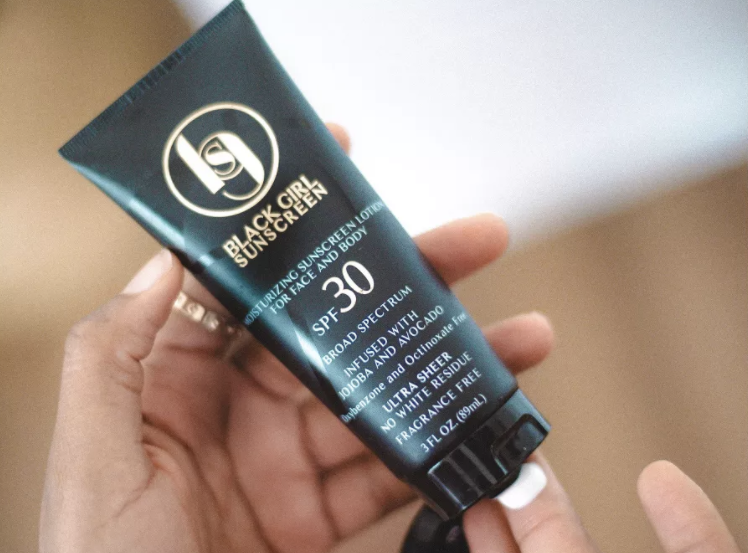 bsg
BLACK GIRL
SUNSCREEN
MOISTURIZING SUNSCREEN LOTION
FOR FACE AND BODY
SPF 30
BROAD SPECTRUM
INFUSED WITH
JOJOBA AND AVOCADO
Oxybenzone and Octinoxate Free
ULTRA SHEER
NO WHITE RESIDUE
FRAGRANCE FREE
3 FL OZ. (89mL)